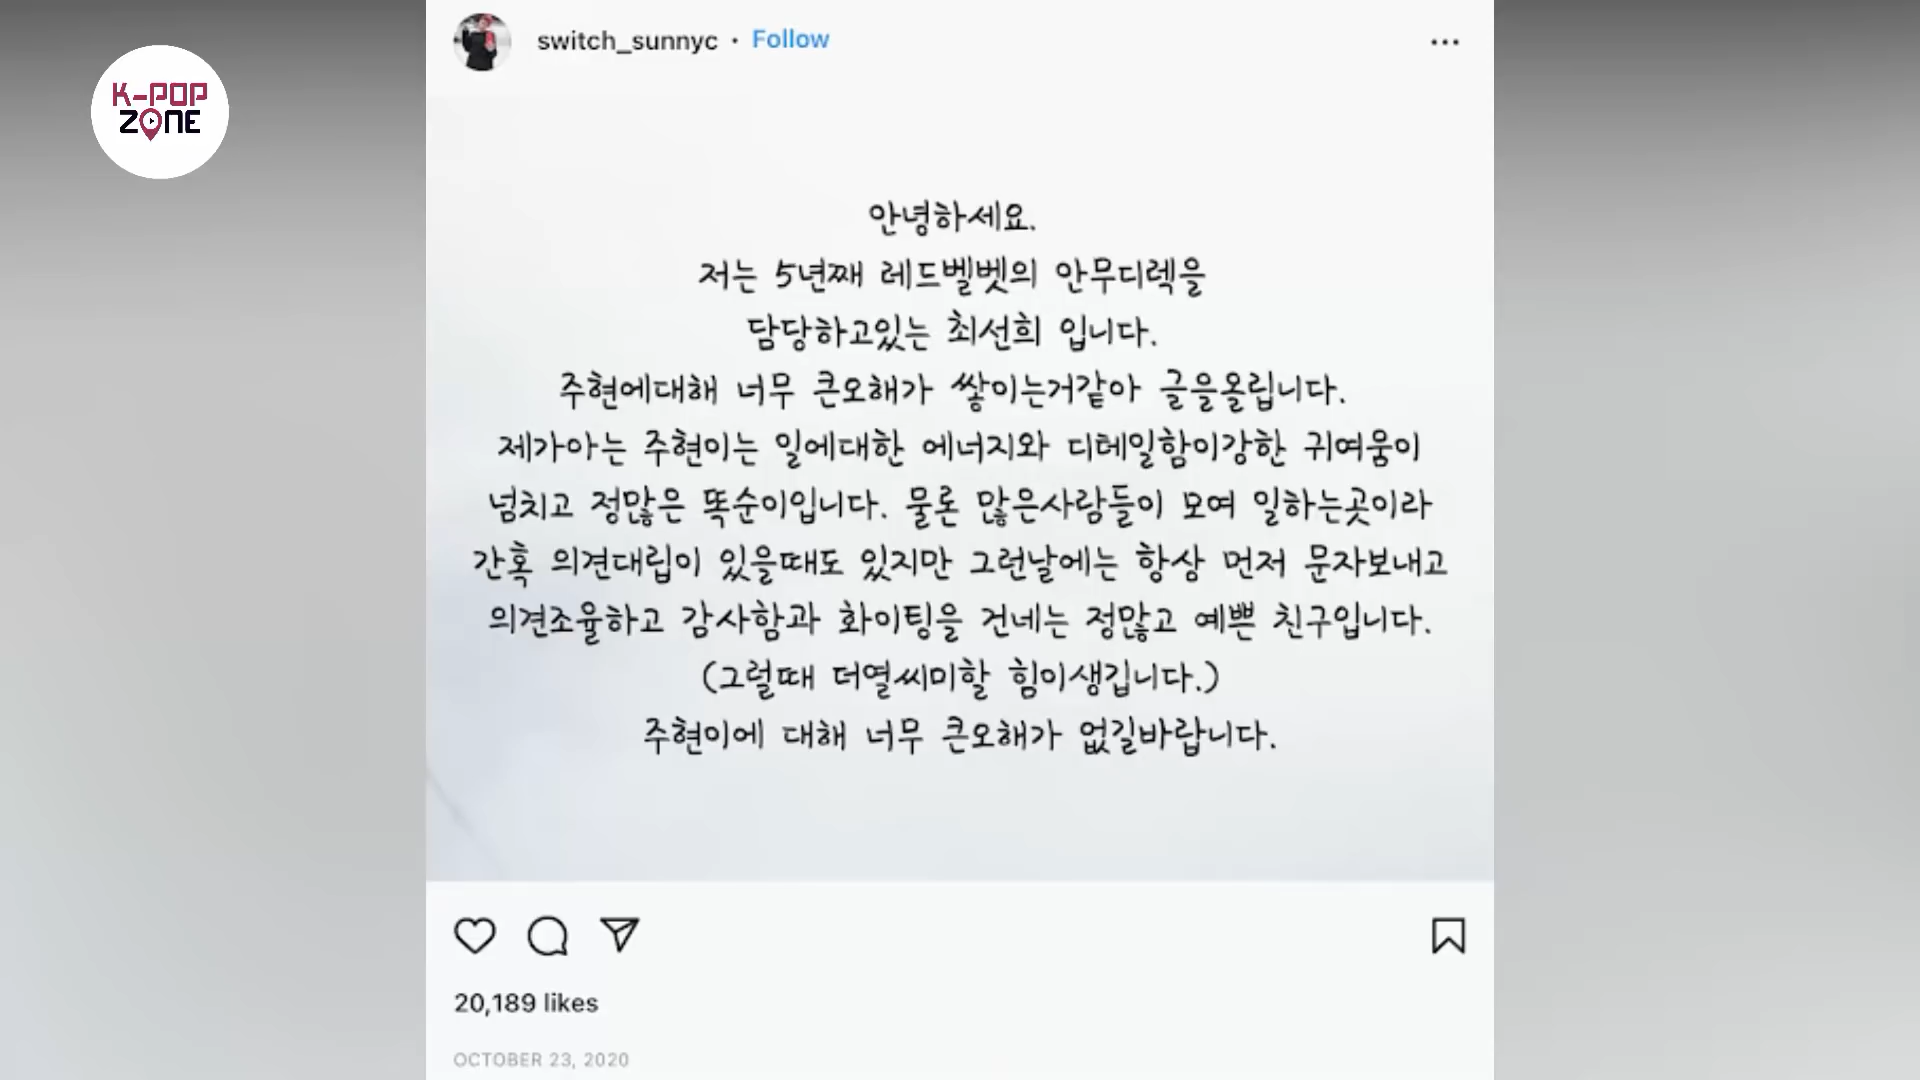 K-POP
ZONE
switch_sunnyc • Follow
안녕하세요.
저는 5년째 레드벨벳의 안무디렉을
담당하고있는 최선희 입니다.
주현에대해 너무 큰오해가 쌓이는거같아 글을올립니다.
제가아는 주현이는 일에대한 에너지와 디테일함이강한 귀여움이
넘치고 정많은 똑순이입니다. 물론 많은사람들이 모여 일하는곳이라
간혹 의견대립이 있을때도 있지만 그런날에는 항상 먼저 문자보내고
의견조율하고 감사함과 화이팅을 건네는 정많고 예쁜 친구입니다.
(그럴때 더열씨미할 힘이생깁니다.)
주현이에 대해 너무 큰오해가 없길바랍니다.
20,189 likes
OCTOBER 23, 2020